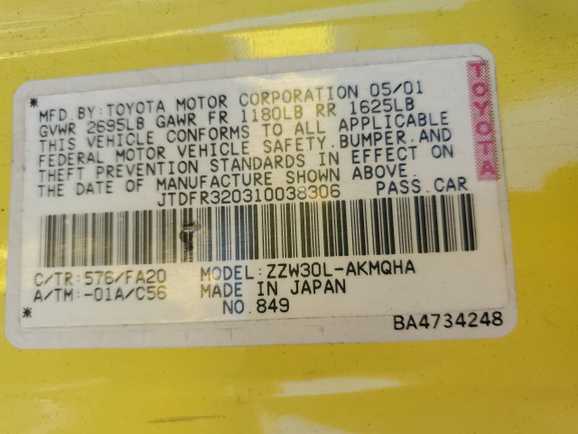 MFD.BY:TOYOTA MOTOR CORPORATION 05/01
GVWR 2695LB GAWR FR 1180LB RR 1625LB
THIS VEHICLE CONFORMS TO ALL APPLICABLE
FEDERAL MOTOR VEHICLE SAFETY,BUMPER,AND
THEFT PREVENTION STANDARDS IN EFFECT ON
THE DATE OF MANUFACTURE SHOWN ABOVE.
JTDFR320310038306 PASS.CAR
C/TR:576/FA20 MODEL:ZZW30L-AKMQHA
A/TM:-01A/C56 MADE IN JAPAN
NO.849
BA4734248
TOYOTA